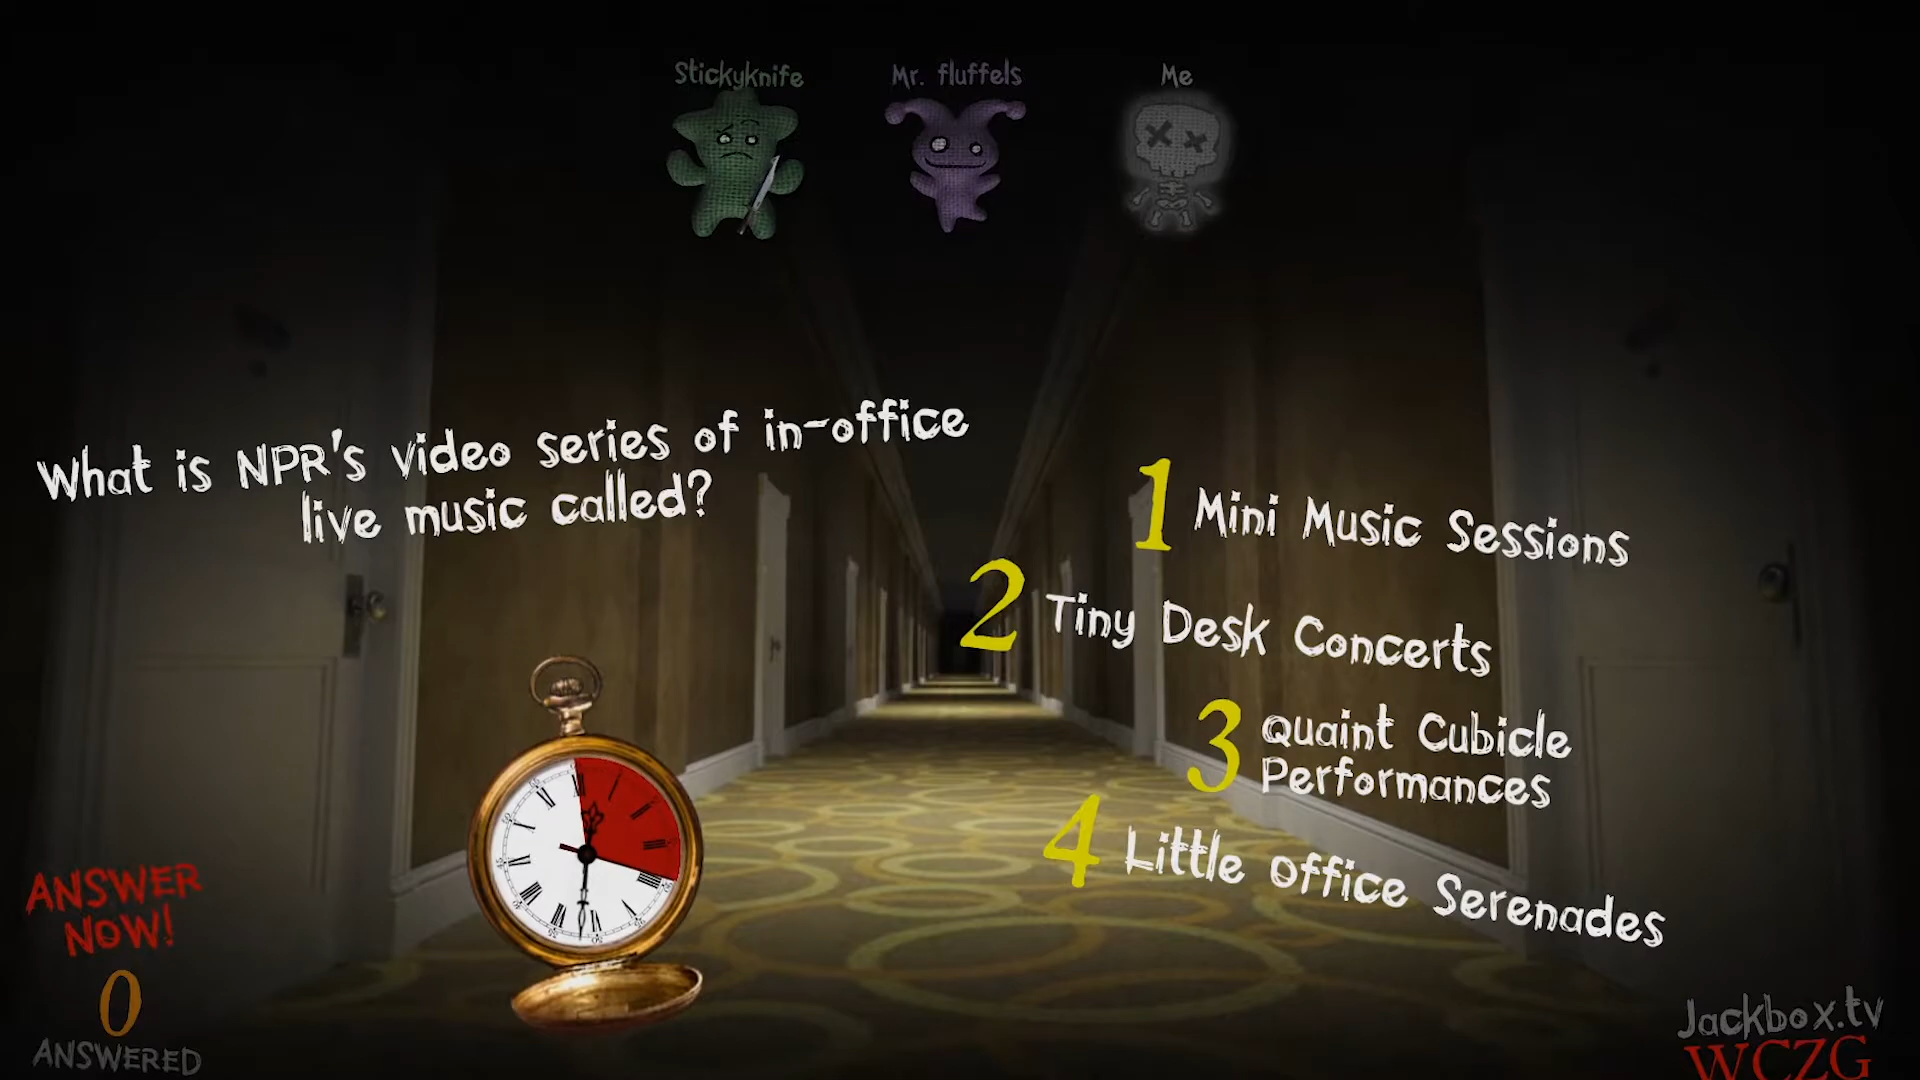 Stickyknife
Mr. fluffels
Me
What is NPR's video series of in-office
live music called?
1 Mini Music Sessions
2 Tiny Desk Concerts
3 Quaint Cubicle
Performances
4 Little Office Serenades
ANSWER
NOW!
0
ANSWERED
Jackbox.tv
WCZG